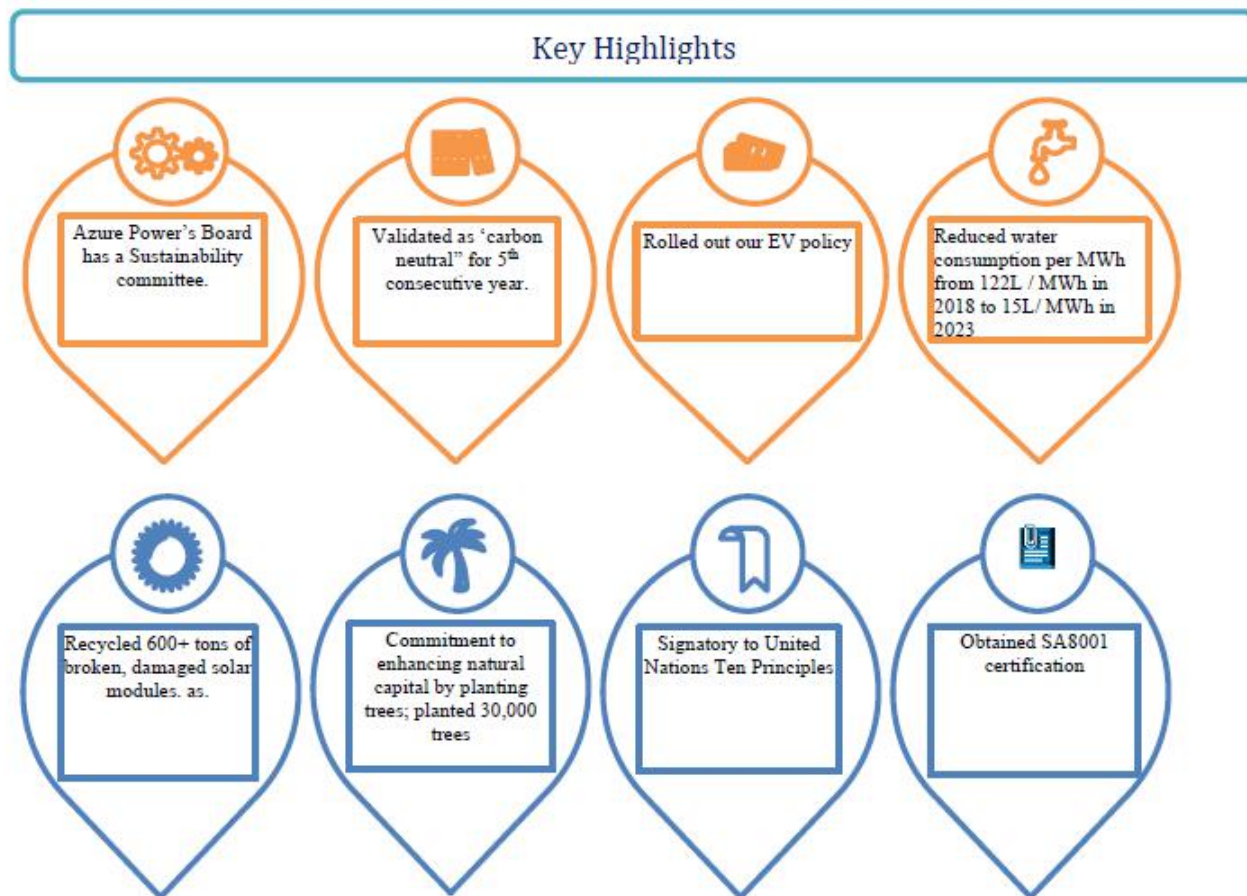 Key Highlights
Azure Power's Board
has a Sustainability
committee.
Validated as ‘carbon
neutral” for 5th
consecutive year.
Rolled out our EV policy
Reduced water
consumption per MWh
from 122L / MWh in
2018 to 15L/ MWh in
2023
Recycled 600+ tons of
broken, damaged solar
modules. as.
Commitment to
enhancing natural
capital by planting
trees; planted 30,000
trees
Signatory to United
Nations Ten Principles
Obtained SA8001
certification